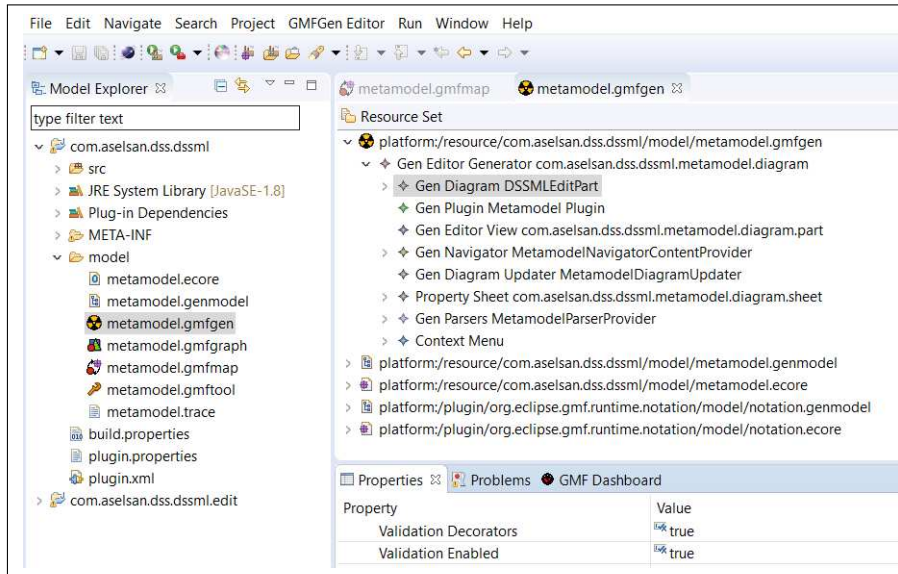 File Edit Navigate Search Project GMFGen Editor Run Window Help
Model Explorer
type filter text
com.aselsan.dss.dssml
src
JRE System Library [JavaSE-1.8]
Plug-in Dependencies
META-INF
model
metamodel.ecore
metamodel.genmodel
metamodel.gmfgen
metamodel.gmfgraph
metamodel.gmfmap
metamodel.gmftool
metamodel.trace
build.properties
plugin.properties
plugin.xml
com.aselsan.dss.dssml.edit
metamodel.gmfmap metamodel.gmfgen
Resource Set
platform:/resource/com.aselsan.dss.dssml/model/metamodel.gmfgen
Gen Editor Generator com.aselsan.dss.dssml.metamodel.diagram
Gen Diagram DSSMLEditPart
Gen Plugin Metamodel Plugin
Gen Editor View com.aselsan.dss.dssml.metamodel.diagram.part
Gen Navigator MetamodelNavigatorContentProvider
Gen Diagram Updater MetamodelDiagramUpdater
Property Sheet com.aselsan.dss.dssml.metamodel.diagram.sheet
Gen Parsers MetamodelParserProvider
Context Menu
platform:/resource/com.aselsan.dss.dssml/model/metamodel.genmodel
platform:/resource/com.aselsan.dss.dssml/model/metamodel.ecore
platform:/plugin/org.eclipse.gmf.runtime.notation/model/notation.genmodel
platform:/plugin/org.eclipse.gmf.runtime.notation/model/notation.ecore
Properties Problems GMF Dashboard
Property Value
Validation Decorators true
Validation Enabled true